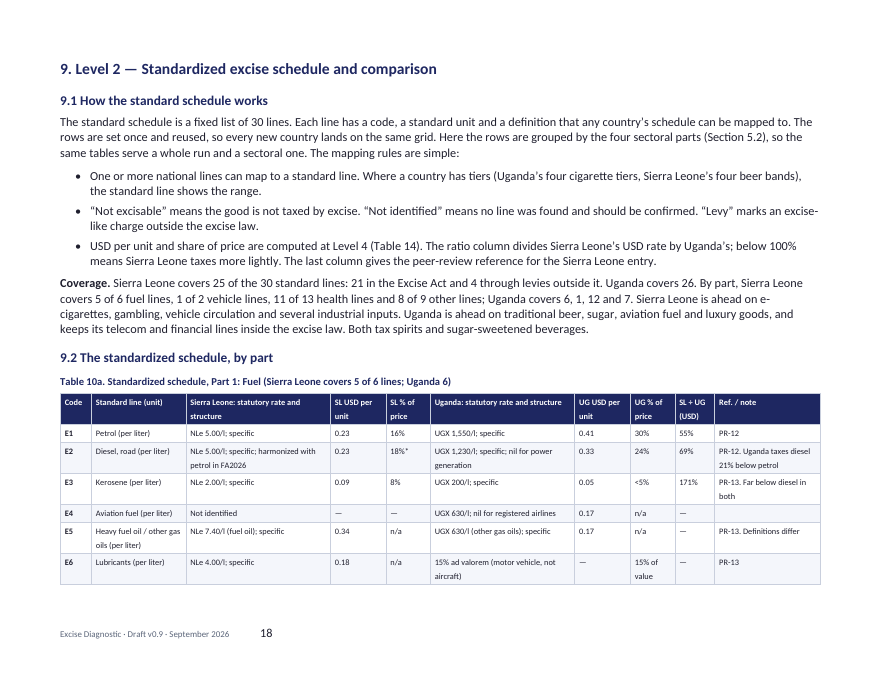 9. Level 2 — Standardized excise schedule and comparison
9.1 How the standard schedule works
The standard schedule is a fixed list of 30 lines. Each line has a code, a standard unit and a definition that any country’s schedule can be mapped to. The
rows are set once and reused, so every new country lands on the same grid. Here the rows are grouped by the four sectoral parts (Section 5.2), so the
same tables serve a whole run and a sectoral one. The mapping rules are simple:
• One or more national lines can map to a standard line. Where a country has tiers (Uganda’s four cigarette tiers, Sierra Leone’s four beer bands),
the standard line shows the range.
• “Not excisable” means the good is not taxed by excise. “Not identified” means no line was found and should be confirmed. “Levy” marks an excise-
like charge outside the excise law.
• USD per unit and share of price are computed at Level 4 (Table 14). The ratio column divides Sierra Leone’s USD rate by Uganda’s; below 100%
means Sierra Leone taxes more lightly. The last column gives the peer-review reference for the Sierra Leone entry.
Coverage. Sierra Leone covers 25 of the 30 standard lines: 21 in the Excise Act and 4 through levies outside it. Uganda covers 26. By part, Sierra Leone
covers 5 of 6 fuel lines, 1 of 2 vehicle lines, 11 of 13 health lines and 8 of 9 other lines; Uganda covers 6, 1, 12 and 7. Sierra Leone is ahead on e-
cigarettes, gambling, vehicle circulation and several industrial inputs. Uganda is ahead on traditional beer, sugar, aviation fuel and luxury goods, and
keeps its telecom and financial lines inside the excise law. Both tax spirits and sugar-sweetened beverages.
9.2 The standardized schedule, by part
Table 10a. Standardized schedule, Part 1: Fuel (Sierra Leone covers 5 of 6 lines; Uganda 6)
Code Standard line (unit) Sierra Leone: statutory rate and SL USD per SL % of Uganda: statutory rate and structure UG USD per UG % of SL ÷ UG Ref. / note
structure unit price unit price (USD)
E1 Petrol (per liter) NLe 5.00/l; specific 0.23 16% UGX 1,550/l; specific 0.41 30% 55% PR-12
E2 Diesel, road (per liter) NLe 5.00/l; specific; harmonized with 0.23 18%* UGX 1,230/l; specific; nil for power 0.33 24% 69% PR-12. Uganda taxes diesel
petrol in FA2026 generation 21% below petrol
E3 Kerosene (per liter) NLe 2.00/l; specific 0.09 8% UGX 200/l; specific 0.05 <5% 171% PR-13. Far below diesel in
both
E4 Aviation fuel (per liter) Not identified — — UGX 630/l; nil for registered airlines 0.17 n/a —
E5 Heavy fuel oil / other gas NLe 7.40/l (fuel oil); specific 0.34 n/a UGX 630/l (other gas oils); specific 0.17 n/a — PR-13. Definitions differ
oils (per liter)
E6 Lubricants (per liter) NLe 4.00/l; specific 0.18 n/a 15% ad valorem (motor vehicle, not — 15% of — PR-13
aircraft) value
Excise Diagnostic · Draft v0.9 · September 2026 18